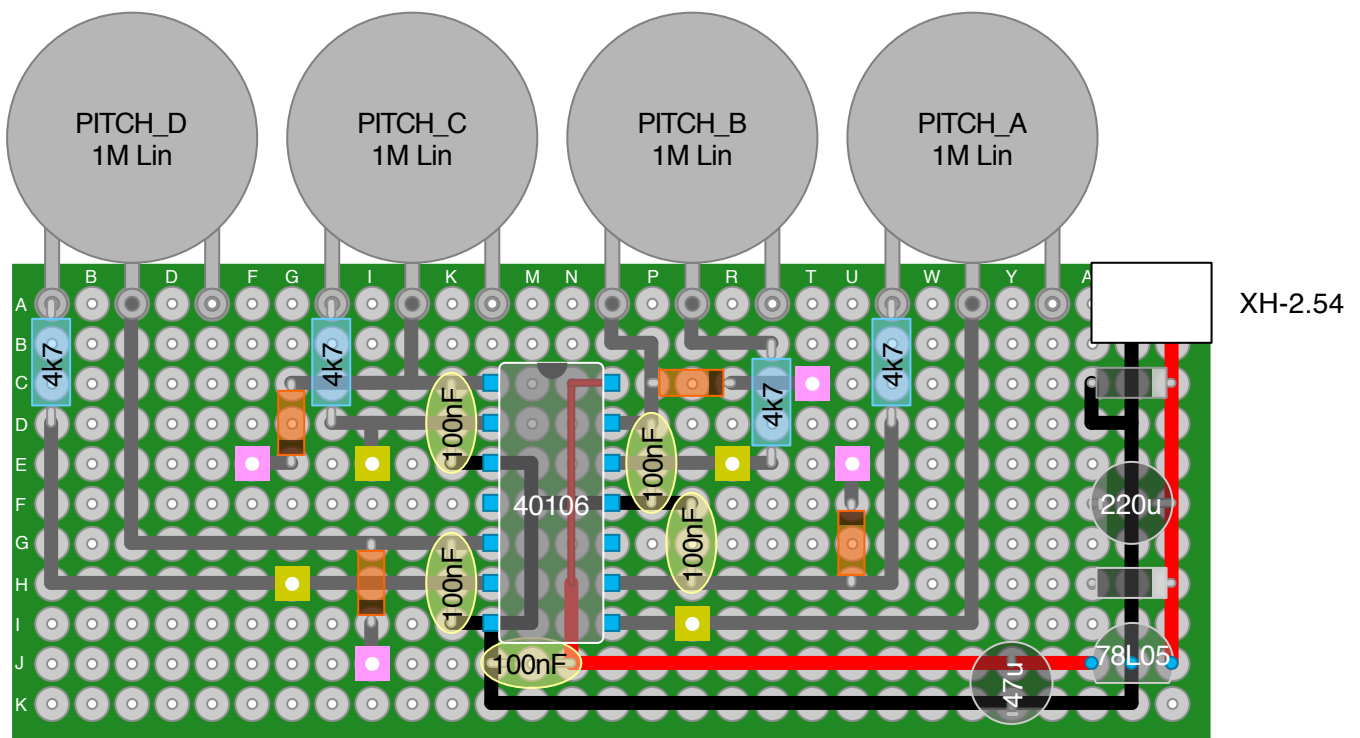 PITCH_D
1M Lin
PITCH_C
1M Lin
PITCH_B
1M Lin
PITCH_A
1M Lin
B D F G I K M N P R T U W Y A
XH-2.54
A
B
C
D
E
F
G
H
I
J
K
4k7
4k7
4k7
4k7
100nF
100nF
100nF
100nF
100nF
40106
220u
78L05
47u